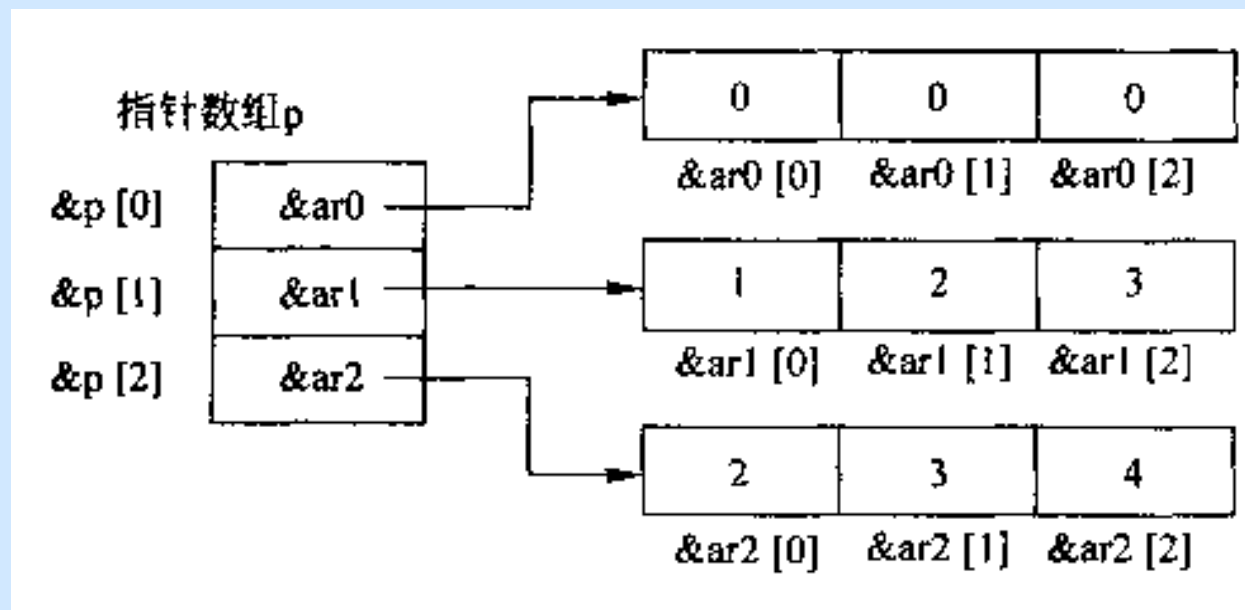 0 0 0
指针数组p
&ar0 [0] &ar0 [1] &ar0 [2]
&p [0] &ar0
&p [1] &ar1
1 2 3
&ar1 [0] &ar1 [1] &ar1 [2]
&p [2] &ar2
2 3 4
&ar2 [0] &ar2 [1] &ar2 [2]